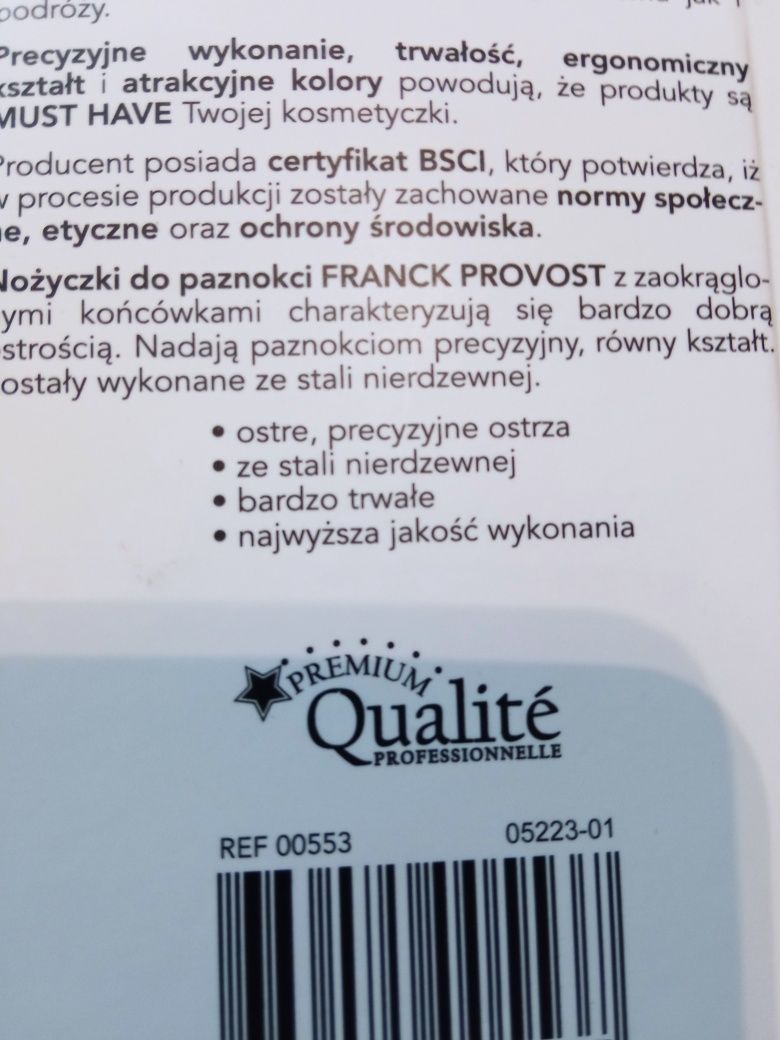 podróży.
Precyzyjne wykonanie, trwałość, ergonomiczny
kształt i atrakcyjne kolory powodują, że produkty są
MUST HAVE Twojej kosmetyczki.
Producent posiada certyfikat BSCI, który potwierdza, iż
w procesie produkcji zostały zachowane normy społecz-
ne, etyczne oraz ochrony środowiska.
Nożyczki do paznokci FRANCK PROVOST z zaokrąglo-
nymi końcówkami charakteryzują się bardzo dobrą
ostrością. Nadają paznokciom precyzyjny, równy kształt.
Zostały wykonane ze stali nierdzewnej.
• ostre, precyzyjne ostrza
• ze stali nierdzewnej
• bardzo trwałe
• najwyższa jakość wykonania
PREMIUM
Qualité
PROFESSIONNELLE
REF 00553 05223-01